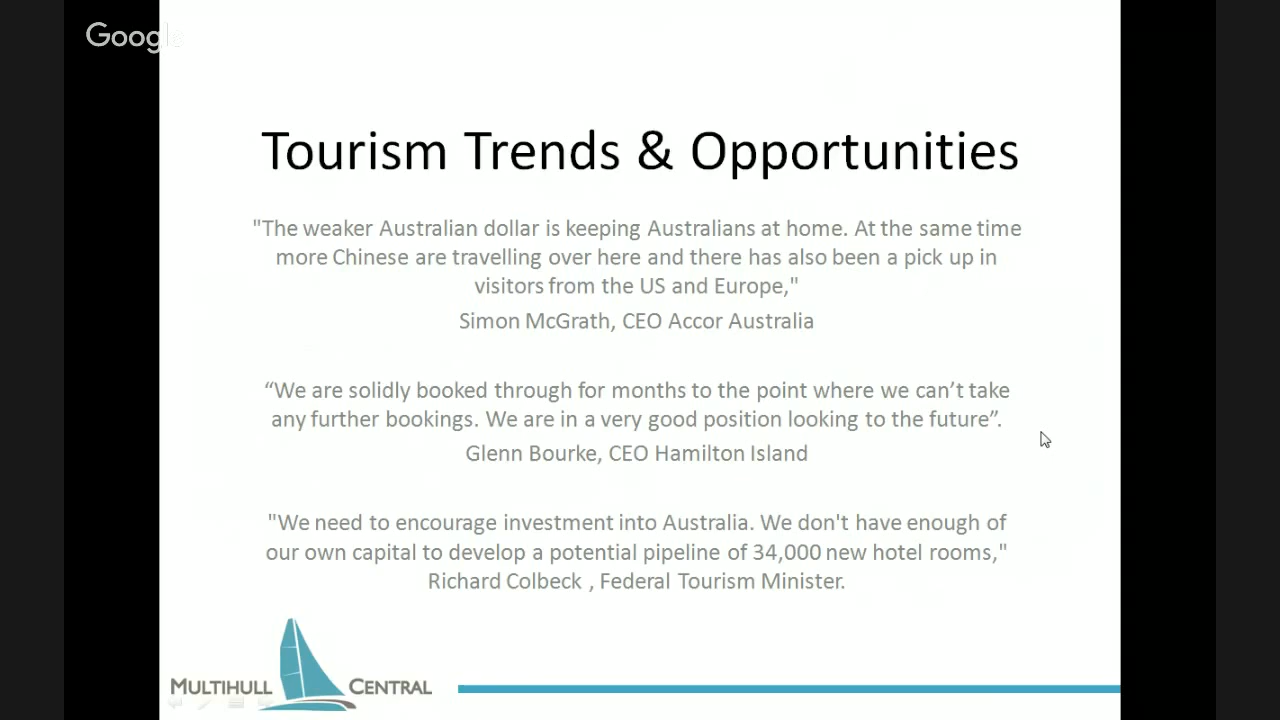 Google
Tourism Trends & Opportunities
"The weaker Australian dollar is keeping Australians at home. At the same time
more Chinese are travelling over here and there has also been a pick up in
visitors from the US and Europe,"
Simon McGrath, CEO Accor Australia
“We are solidly booked through for months to the point where we can’t take
any further bookings. We are in a very good position looking to the future”.
Glenn Bourke, CEO Hamilton Island
"We need to encourage investment into Australia. We don't have enough of
our own capital to develop a potential pipeline of 34,000 new hotel rooms,"
Richard Colbeck , Federal Tourism Minister.
MULTIHULL CENTRAL